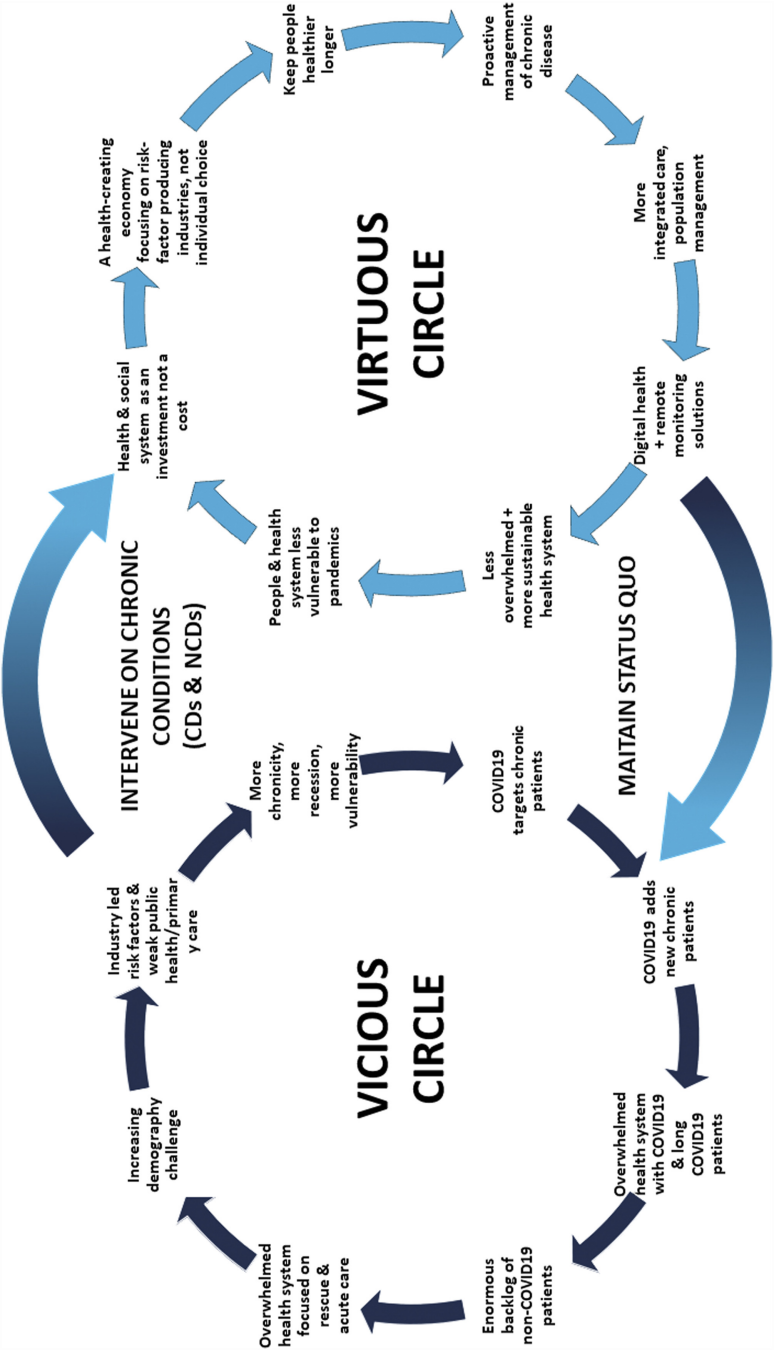 INTERVENE ON CHRONIC
CONDITIONS
(CDs & NCDs)
VICIOUS
CIRCLE
Industry led
risk factors &
weak public
health/primar
y care
More
chronicity,
more
recession,
more
vulnerability
COVID19
targets chronic
patients
COVID19 adds
new chronic
patients
Overwhelmed
health system
with COVID19
& long
COVID19
patients
Enormous
backlog of
non-COVID19
patients
Overwhelmed
health system
focused on
rescue &
acute care
Increasing
demography
challenge
VIRTUOUS
CIRCLE
Health & social
system as an
investment not a
cost
A health-creating
economy
focusing on risk-
factor producing
industries, not
individual choice
Keep people
healthier
longer
Proactive
management
of chronic
disease
More
integrated care,
population
management
Digital health
+ remote
monitoring
solutions
Less
overwhelmed +
more sustainable
health system
People & health
system less
vulnerable to
pandemics
MAITAIN STATUS QUO